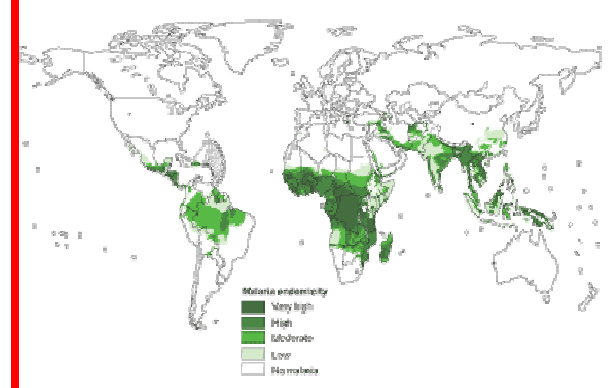 Malaria endemicity
Very high
High
Moderate
Low
No malaria